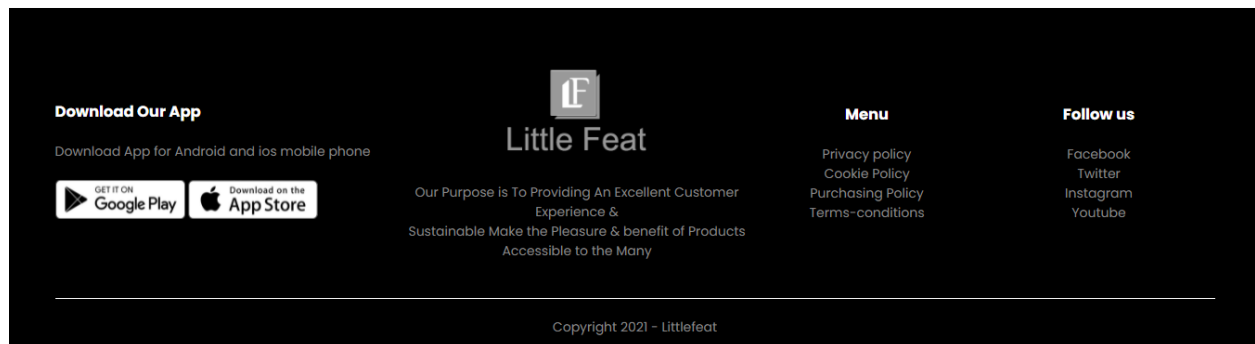 Download Our App
Download App for Android and ios mobile phone
GET IT ON
Google Play
Download on the
App Store
LF
Little Feat
Our Purpose is To Providing An Excellent Customer
Experience &
Sustainable Make the Pleasure & benefit of Products
Accessible to the Many
Menu
Privacy policy
Cookie Policy
Purchasing Policy
Terms-conditions
Follow us
Facebook
Twitter
Instagram
Youtube
Copyright 2021 - Littlefeat